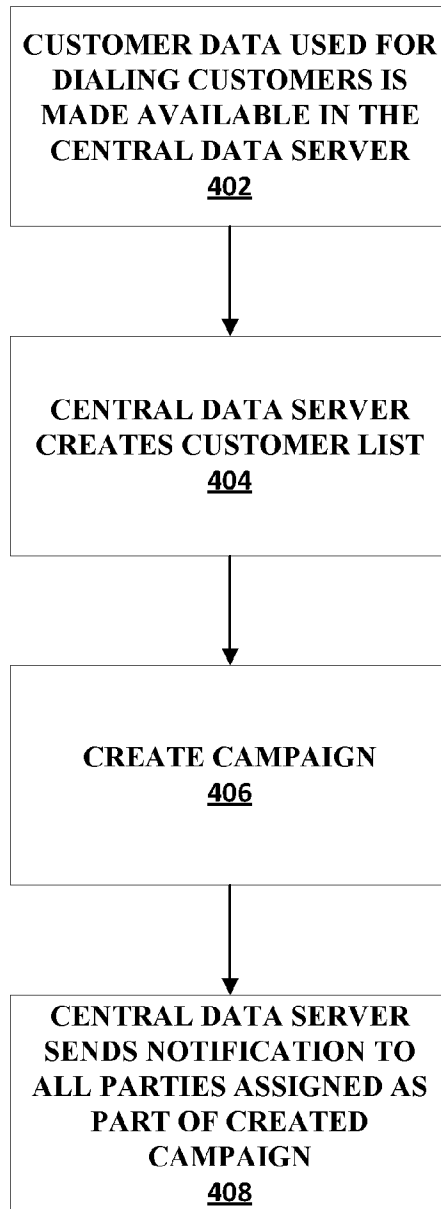 CUSTOMER DATA USED FOR
DIALING CUSTOMERS IS
MADE AVAILABLE IN THE
CENTRAL DATA SERVER
402
CENTRAL DATA SERVER
CREATES CUSTOMER LIST
404
CREATE CAMPAIGN
406
CENTRAL DATA SERVER
SENDS NOTIFICATION TO
ALL PARTIES ASSIGNED AS
PART OF CREATED
CAMPAIGN
408